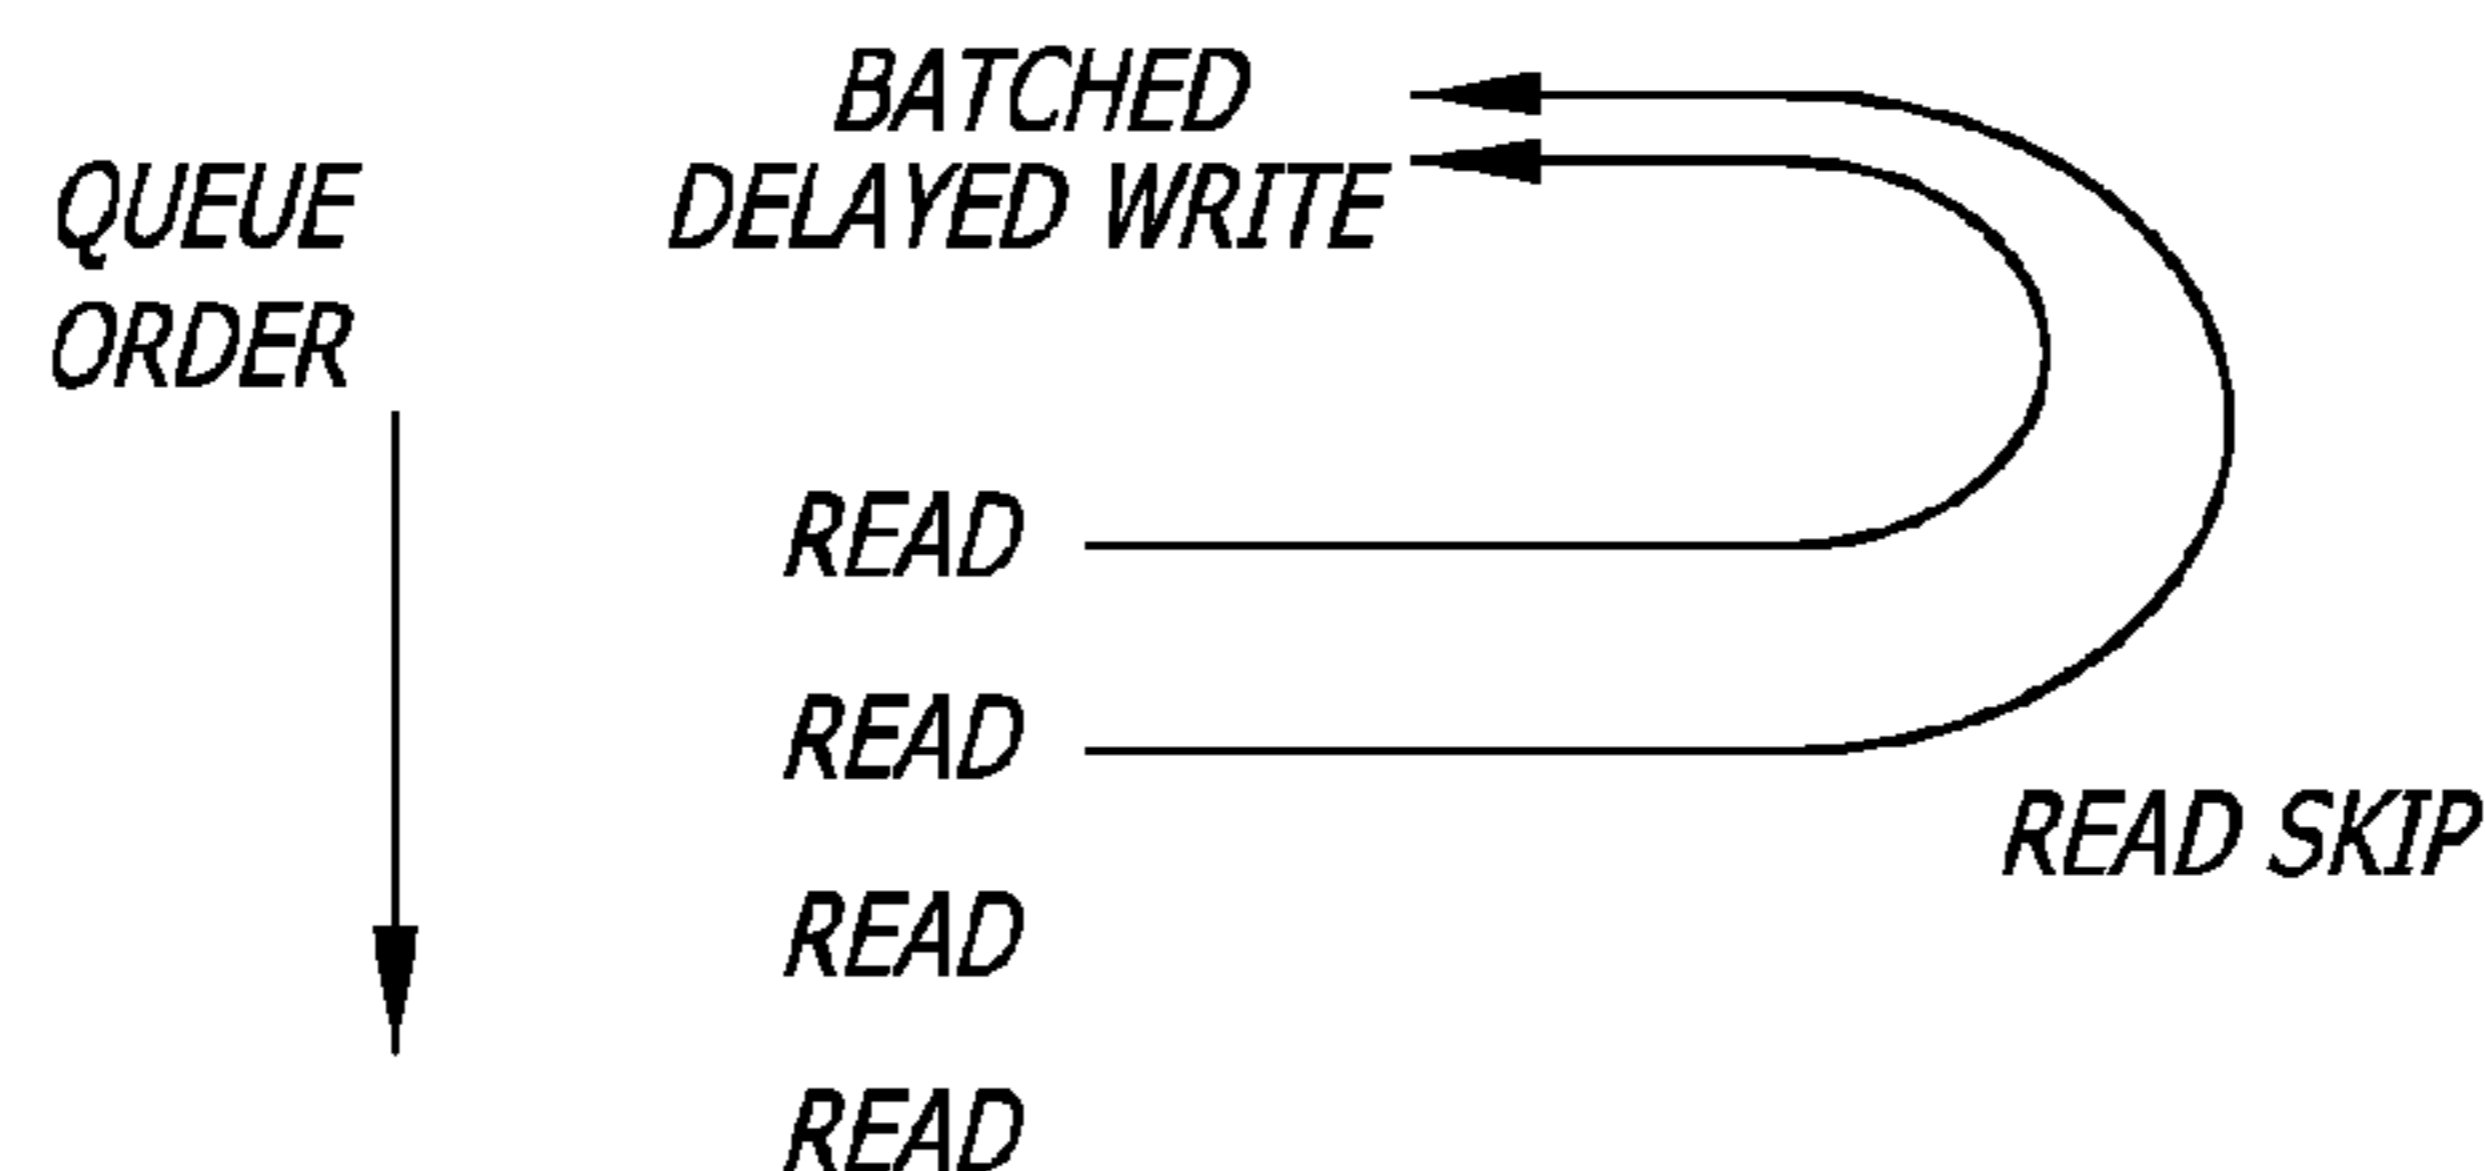 QUEUE
ORDER
BATCHED
DELAYED WRITE
READ
READ
READ SKIP
READ
READ